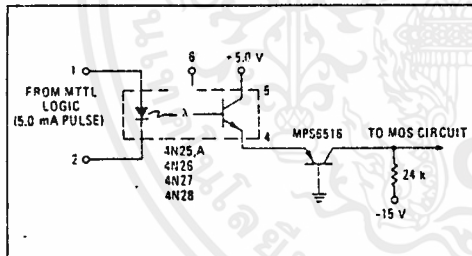 1
6
+5.0 V
FROM MTTL
LOGIC
(5.0 mA PULSE)
λ
5
4
MPS6516
TO MOS CIRCUIT
2
4N25,A
4N26
4N27
4N28
24 k
-15 V